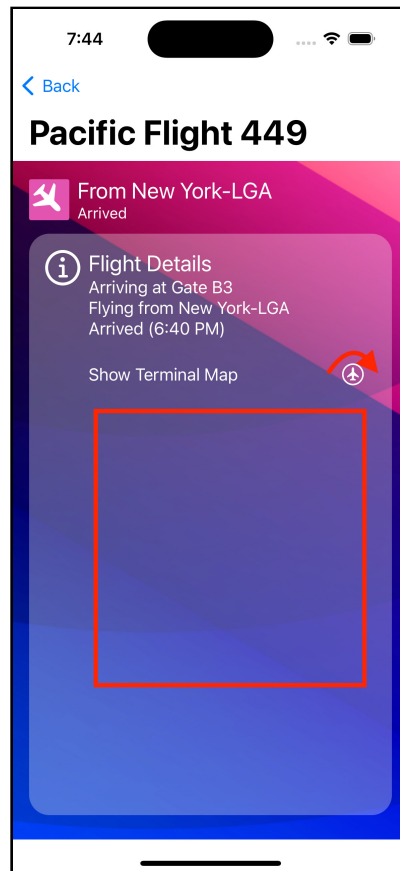 7:44
Back
Pacific Flight 449
From New York-LGA
Arrived
Flight Details
Arriving at Gate B3
Flying from New York-LGA
Arrived (6:40 PM)
Show Terminal Map